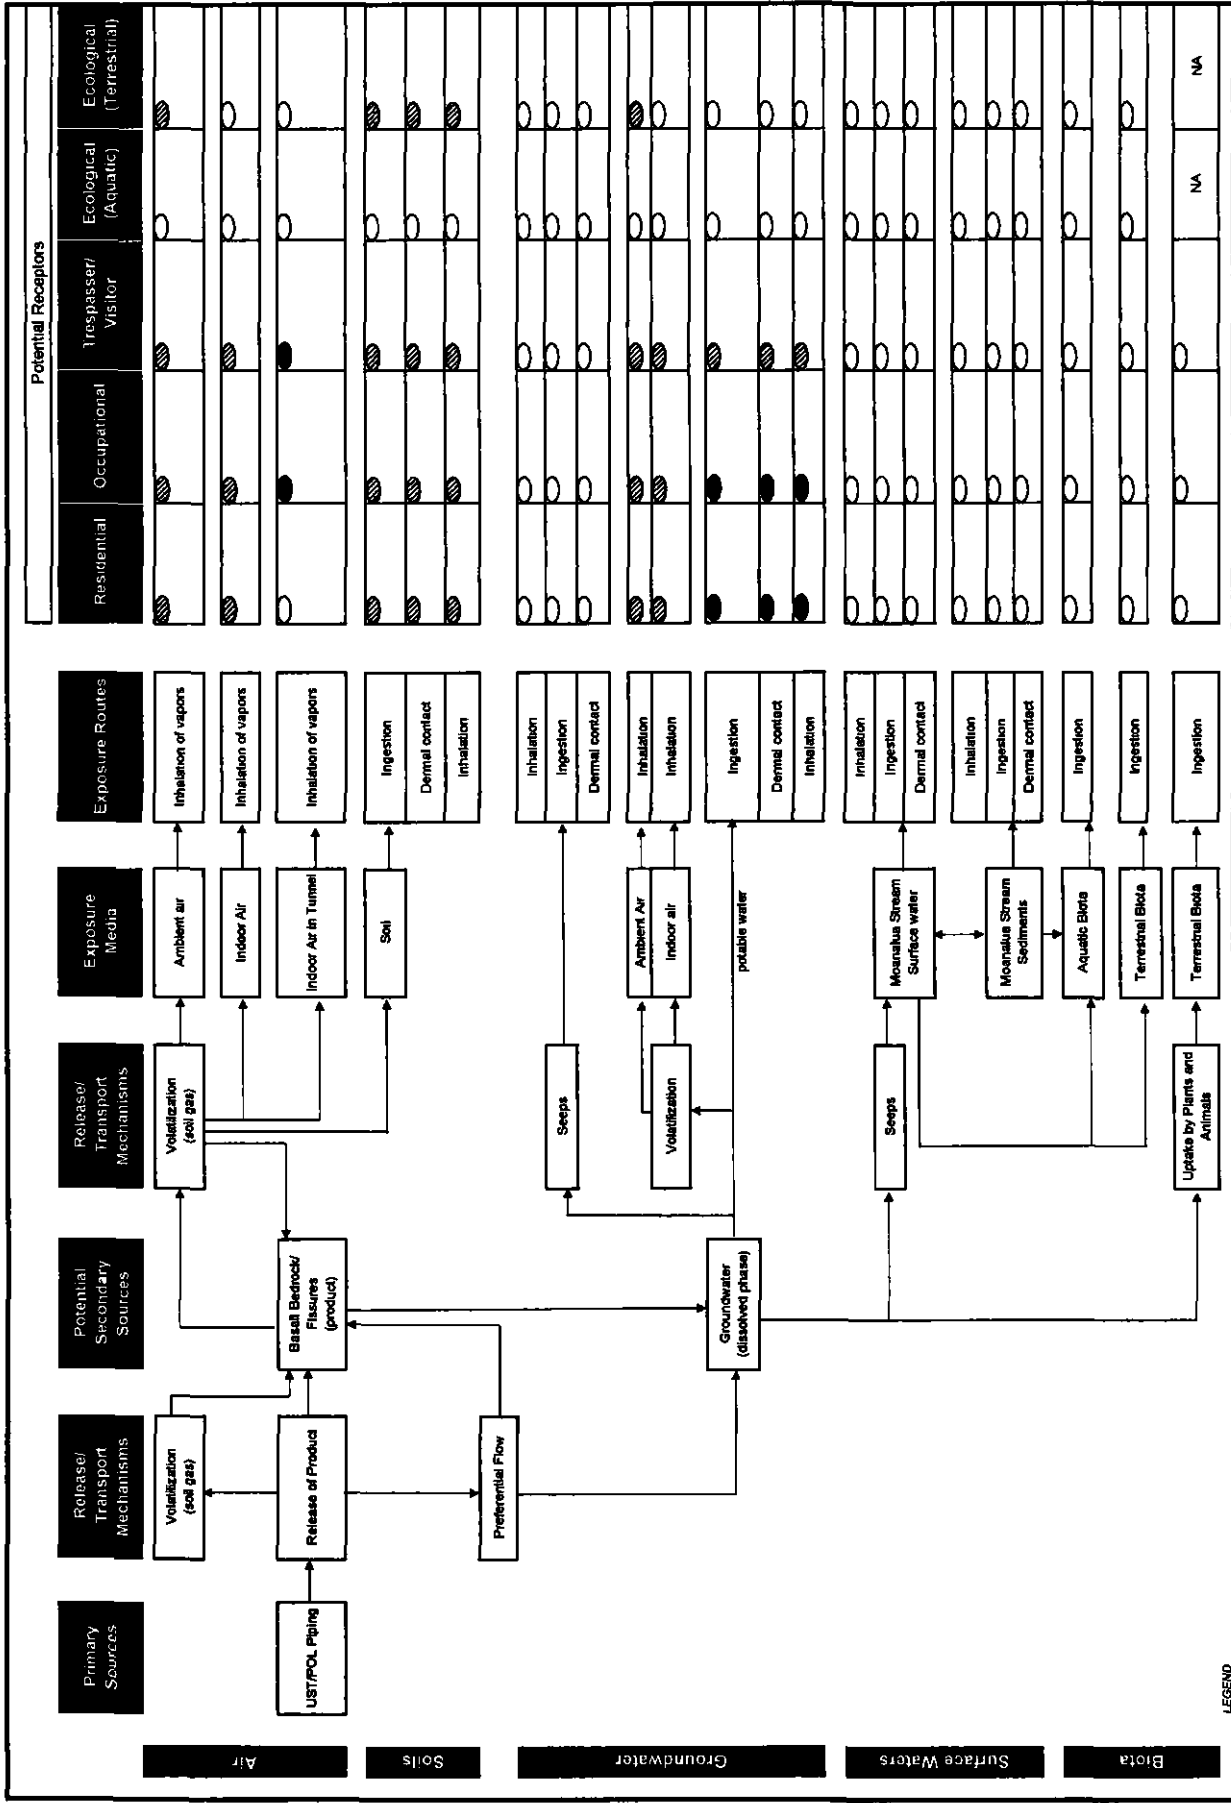 Potential Receptors
Primary
Sources
Release/
Transport
Mechanisms
Potential
Secondary
Sources
Release/
Transport
Mechanisms
Exposure
Media
Exposure Routes
Residential
Occupational
Trespasser/
Visitor
Ecological
(Aquatic)
Ecological
(Terrestrial)
Air
Volatilization
(soil gas)
Volatilization
(soil gas)
Ambient air
Inhalation of vapors
Indoor Air
Inhalation of vapors
UST/POL Piping
Release of Product
Basalt Bedrock/
Fissures
(product)
Indoor Air in Tunnel
Inhalation of vapors
Soils
Soil
Ingestion
Dermal contact
Inhalation
Preferential Flow
Groundwater
Seeps
Inhalation
Ingestion
Dermal contact
Volatilization
Ambient Air
Inhalation
Indoor air
Inhalation
Groundwater
(dissolved phase)
potable water
Ingestion
Dermal contact
Inhalation
Surface Waters
Seeps
Moanalua Stream
Surface water
Inhalation
Ingestion
Dermal contact
Moanalua Stream
Sediments
Inhalation
Ingestion
Dermal contact
Biota
Aquatic Biota
Ingestion
Terrestrial Biota
Ingestion
Uptake by Plants and
Animals
Terrestrial Biota
Ingestion
NA
NA
LEGEND